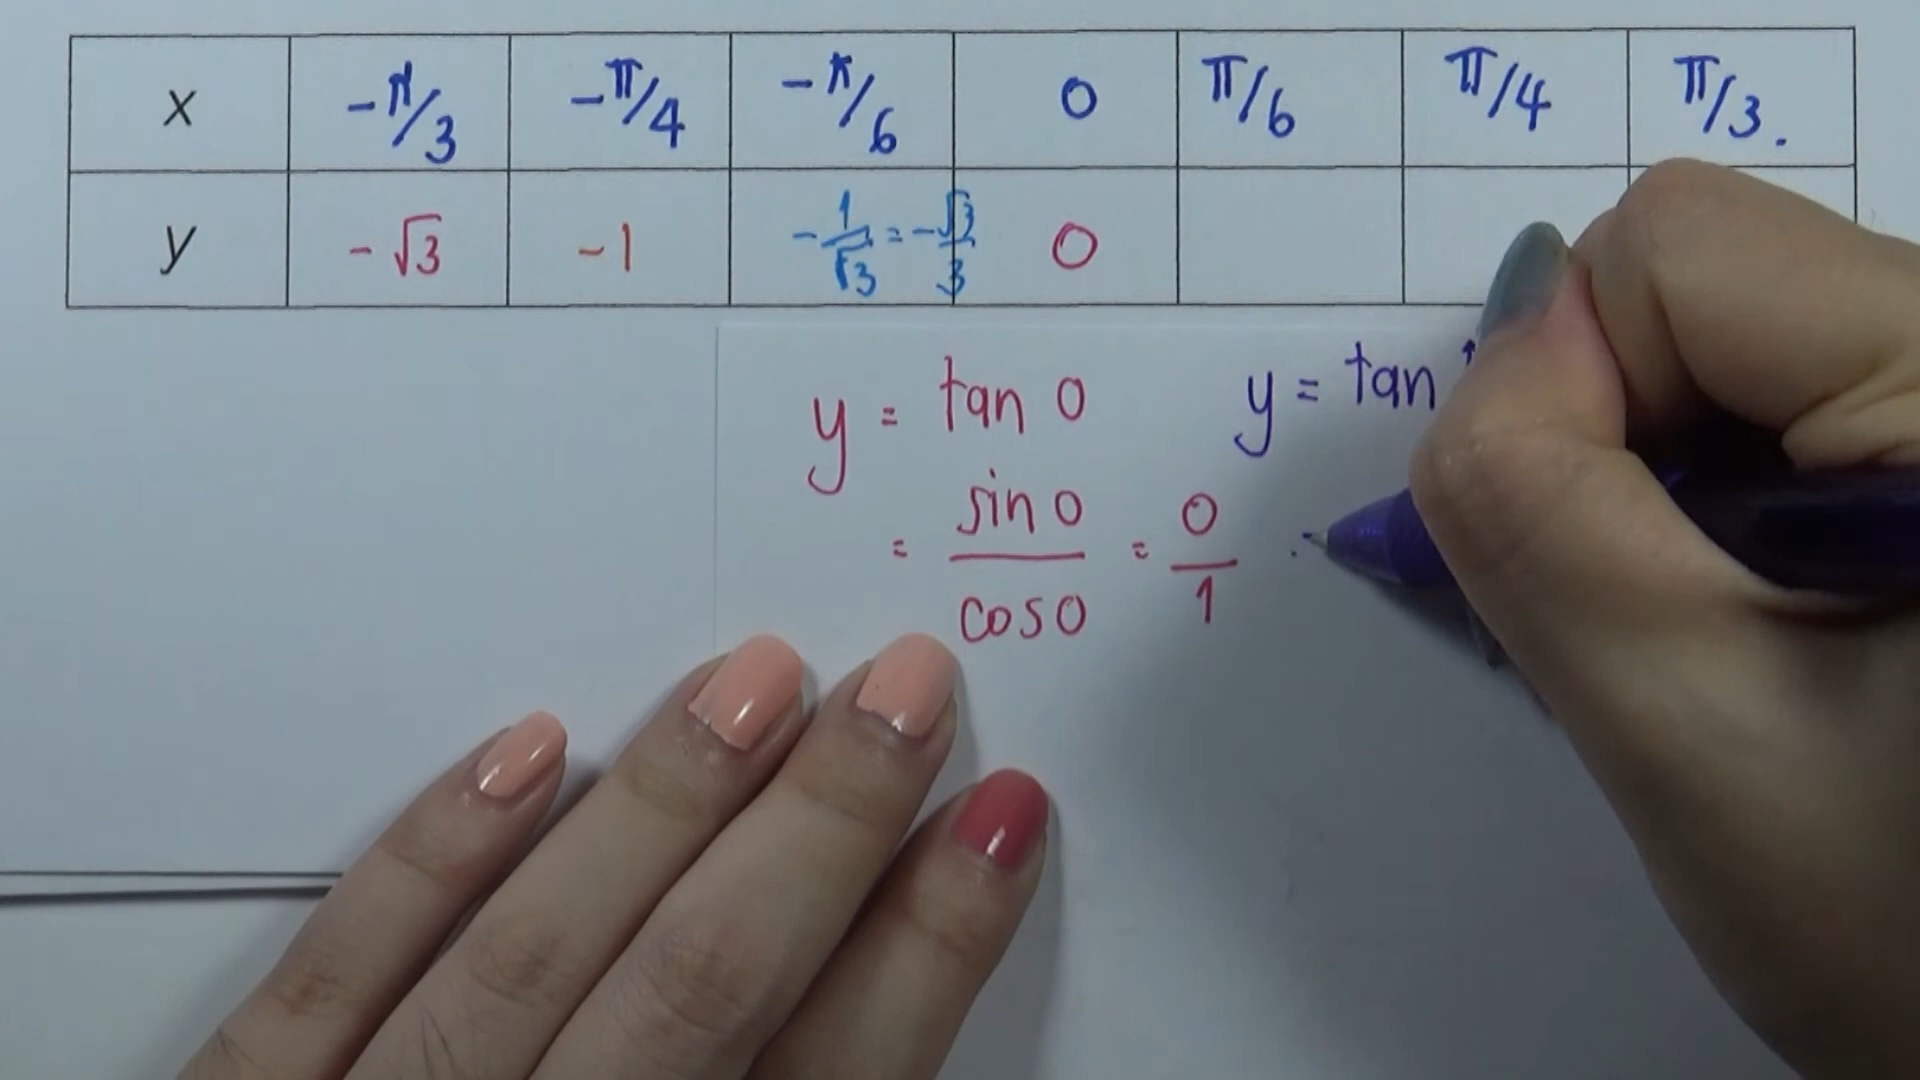 x -π/3 -π/4 -π/6 0 π/6 π/4 π/3.
y -√3 -1 -1/√3 = -√3/3 0
y = tan 0
y = tan
= sin 0 / cos 0 = 0/1